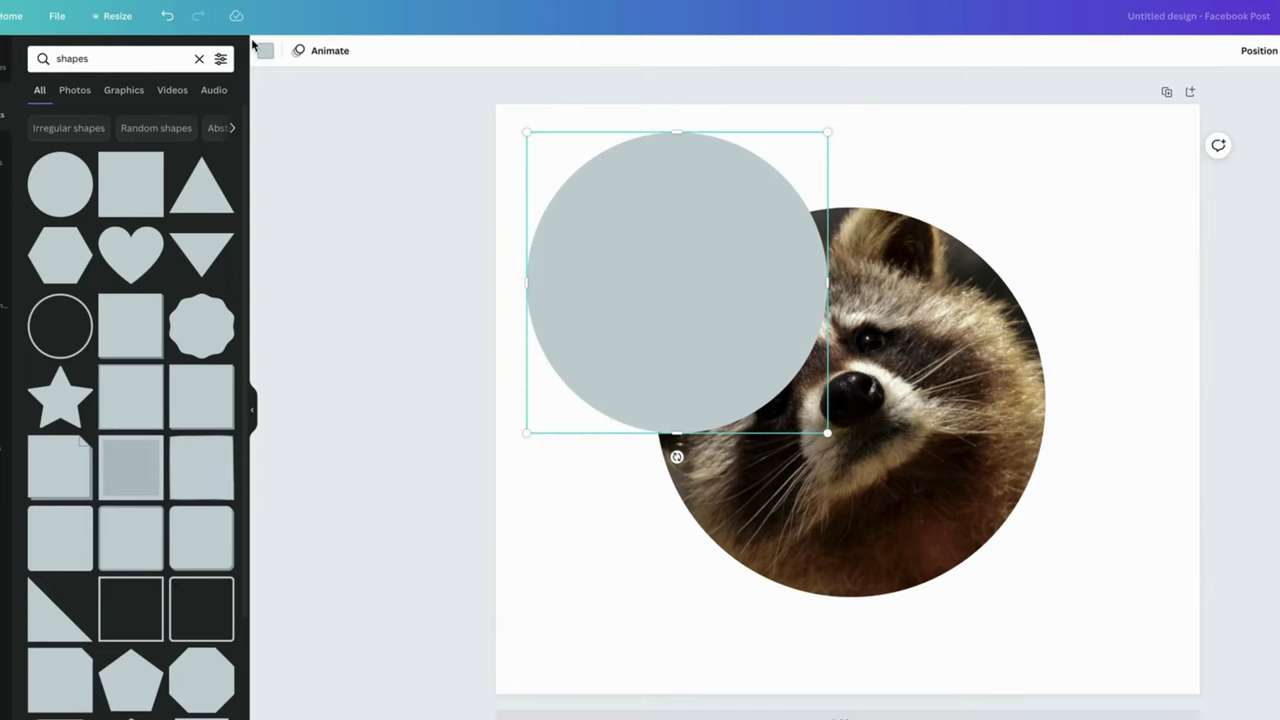 Home File Resize Untitled design - Facebook Post
shapes
Animate Position
All Photos Graphics Videos Audio
Irregular shapes Random shapes Abst